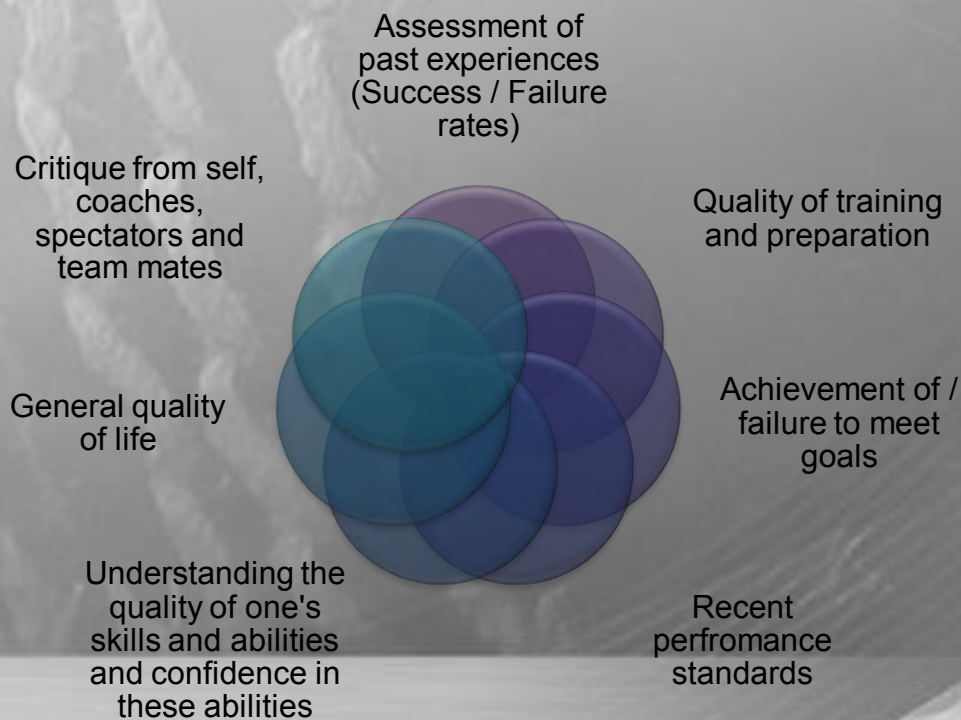 Assessment of
past experiences
(Success / Failure
rates)
Quality of training
and preparation
Achievement of /
failure to meet
goals
Recent
perfromance
standards
Understanding the
quality of one's
skills and abilities
and confidence in
these abilities
General quality
of life
Critique from self,
coaches,
spectators and
team mates